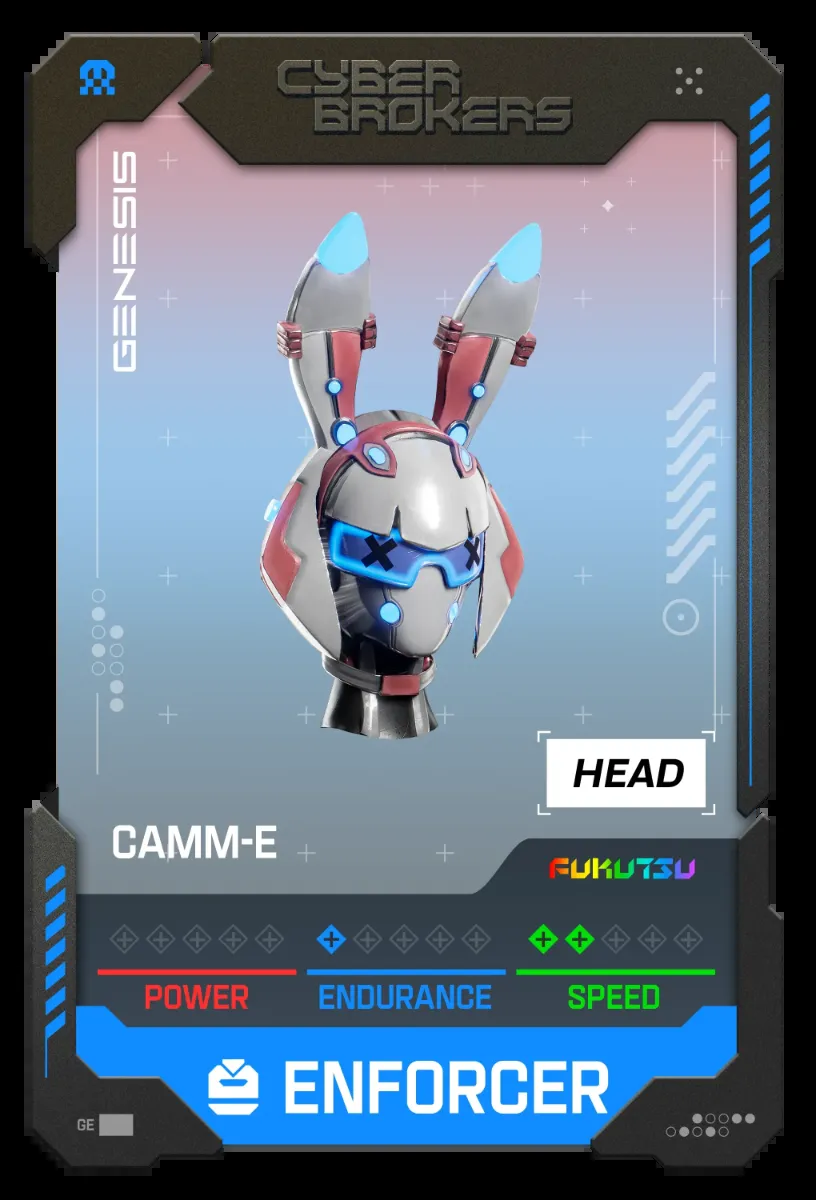 CYBER
BROKERS
GENESIS
HEAD
CAMM-E
FUKUTSU
POWER
ENDURANCE
SPEED
ENFORCER
GE